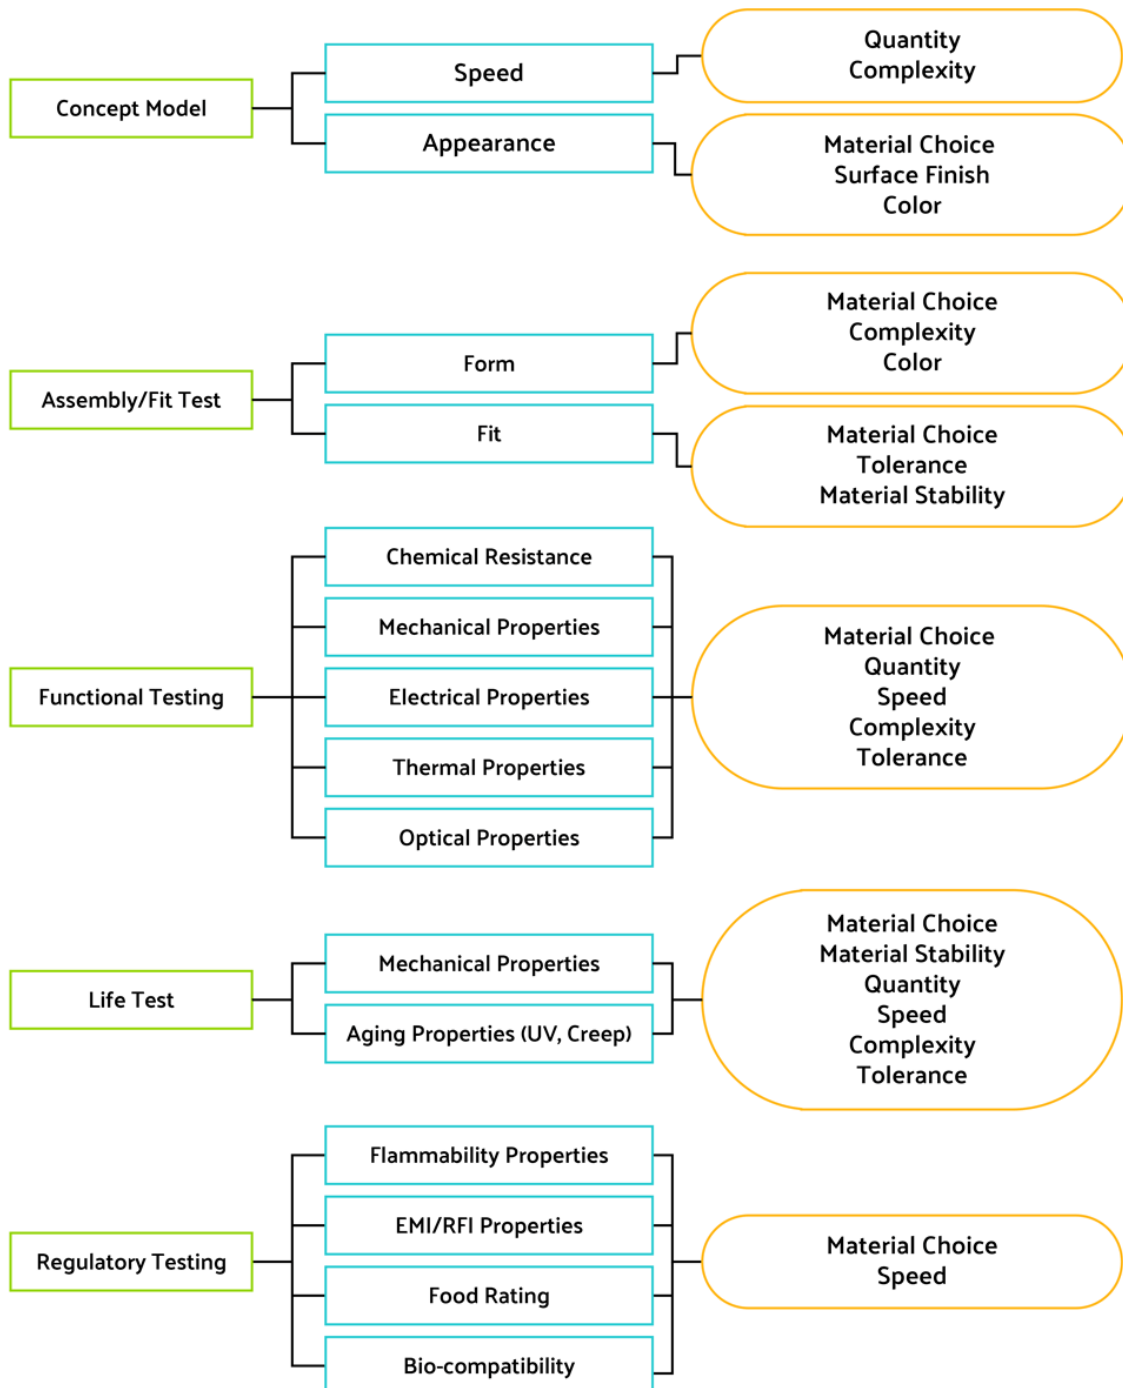 Concept Model
Speed
Quantity
Complexity
Appearance
Material Choice
Surface Finish
Color
Assembly/Fit Test
Form
Material Choice
Complexity
Color
Fit
Material Choice
Tolerance
Material Stability
Functional Testing
Chemical Resistance
Mechanical Properties
Electrical Properties
Thermal Properties
Optical Properties
Material Choice
Quantity
Speed
Complexity
Tolerance
Life Test
Mechanical Properties
Aging Properties (UV, Creep)
Material Choice
Material Stability
Quantity
Speed
Complexity
Tolerance
Regulatory Testing
Flammability Properties
EMI/RFI Properties
Food Rating
Bio-compatibility
Material Choice
Speed